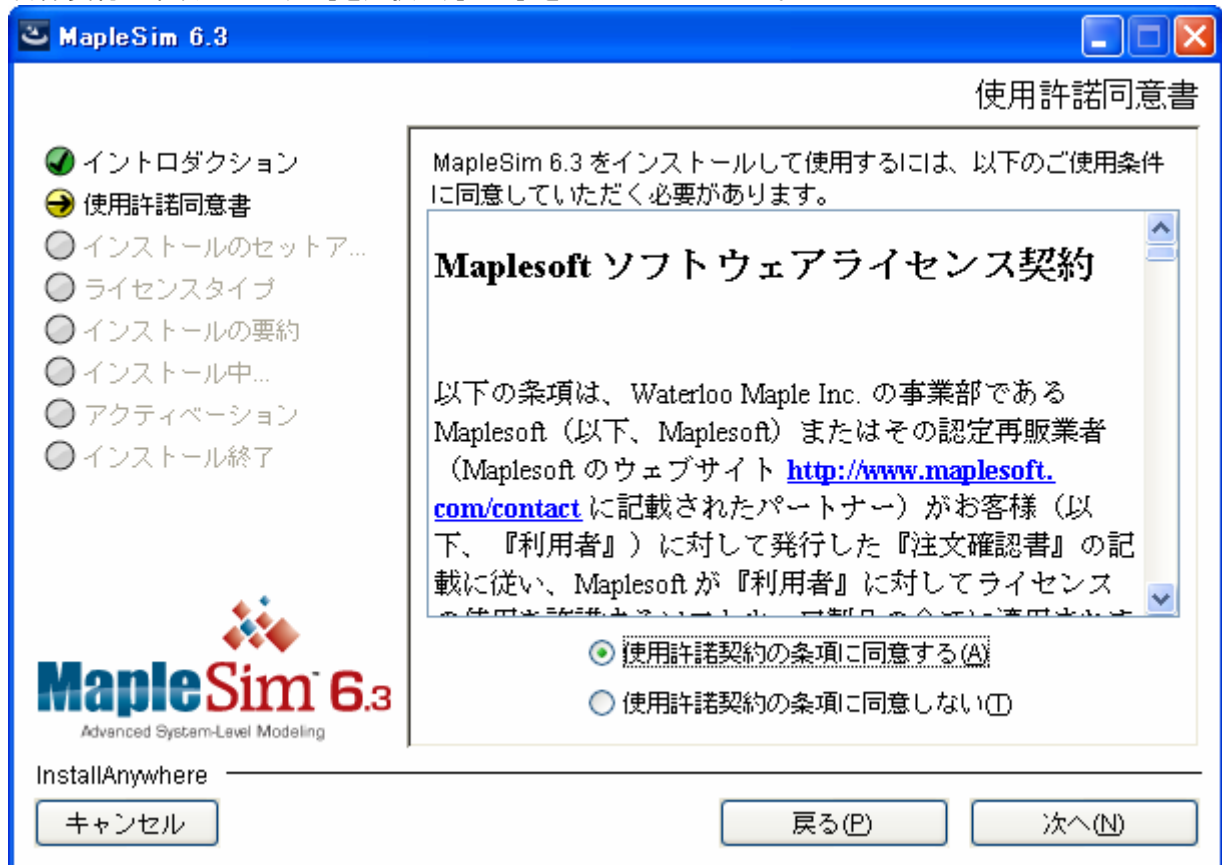 MapleSim 6.3
使用許諾同意書
イントロダクション
使用許諾同意書
インストールのセットア...
ライセンスタイプ
インストールの要約
インストール中...
アクティベーション
インストール終了
MapleSim 6.3 をインストールして使用するには、以下のご使用条件
に同意していただく必要があります。
Maplesoft ソフトウェアライセンス契約
以下の条項は、Waterloo Maple Inc. の事業部である
Maplesoft（以下、Maplesoft）またはその認定再販業者
（Maplesoft のウェブサイト http://www.maplesoft.
com/contact に記載されたパートナー）がお客様（以
下、『利用者』）に対して発行した『注文確認書』の記
載に従い、Maplesoft が『利用者』に対してライセンス
使用許諾契約の条項に同意する(A)
使用許諾契約の条項に同意しない(T)
MapleSim 6.3
Advanced System-Level Modeling
InstallAnywhere
キャンセル
戻る(P)
次へ(N)